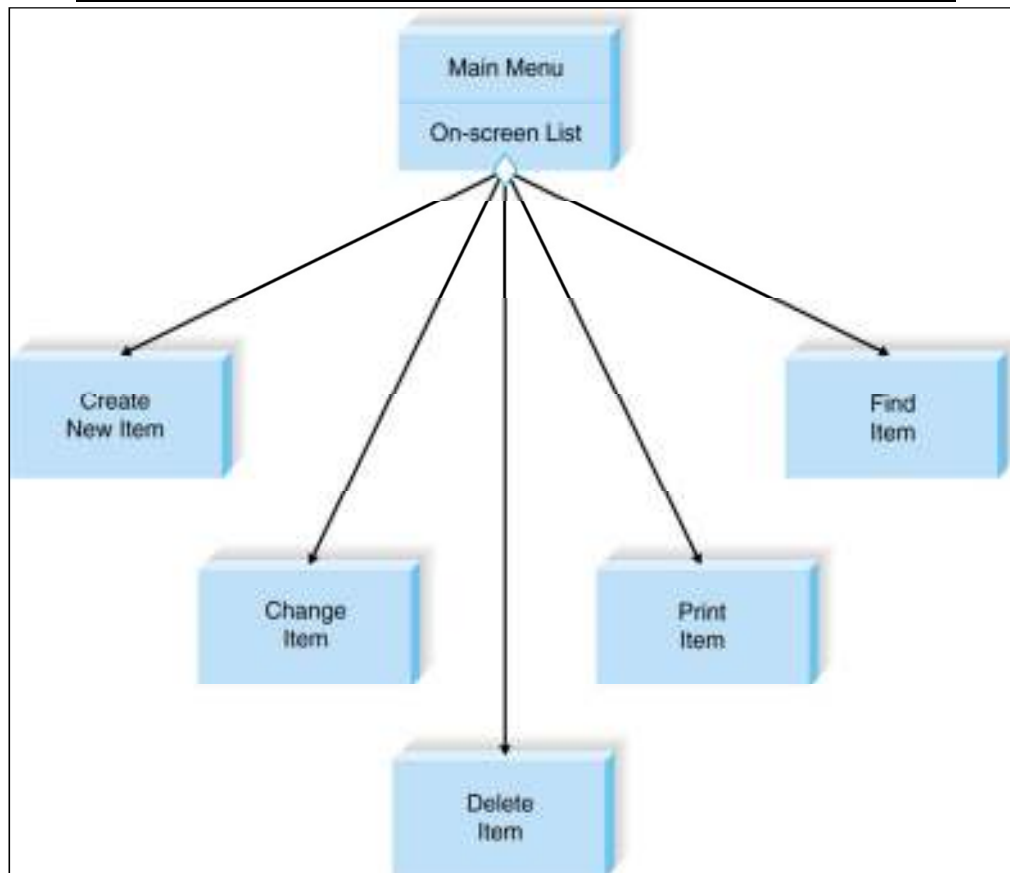 Main Menu
On-screen List
Create
New Item
Find
Item
Change
Item
Print
Item
Delete
Item